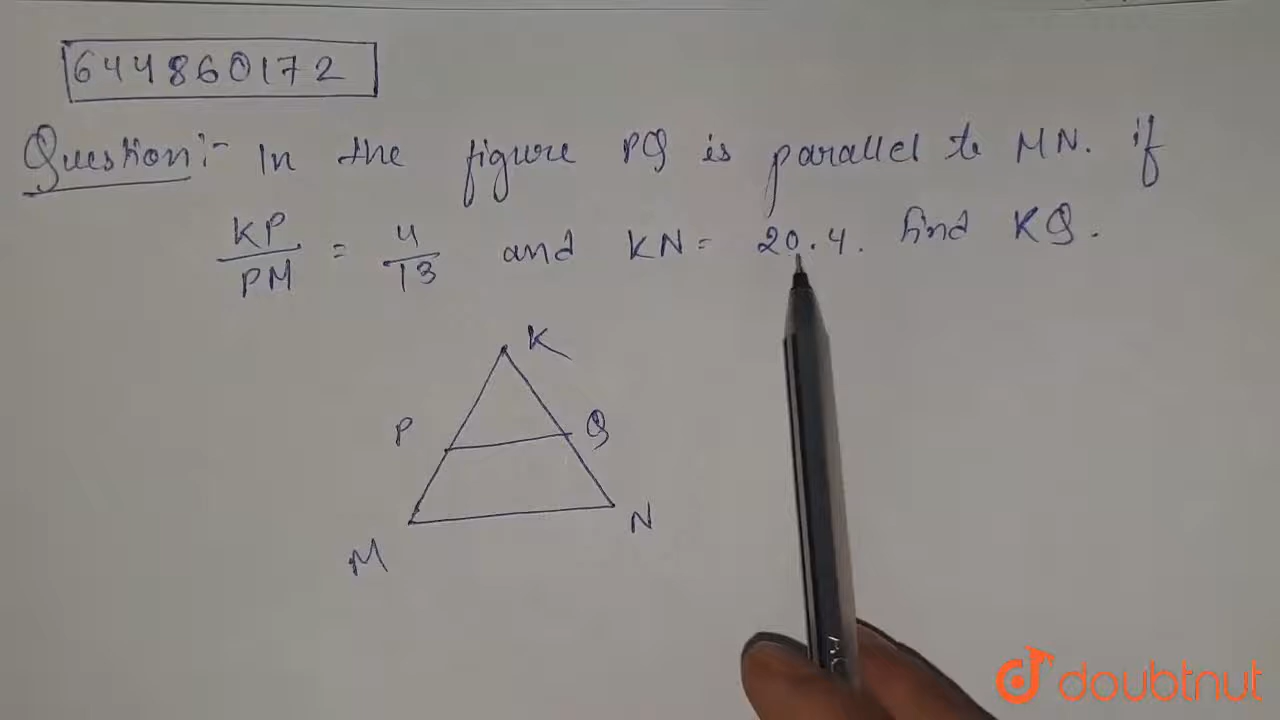 644860172
Question:- In the figure PQ is parallel to MN. if
KP/PM = 4/13 and KN = 20.4. find KQ.
K
P Q
M N
doubtnut